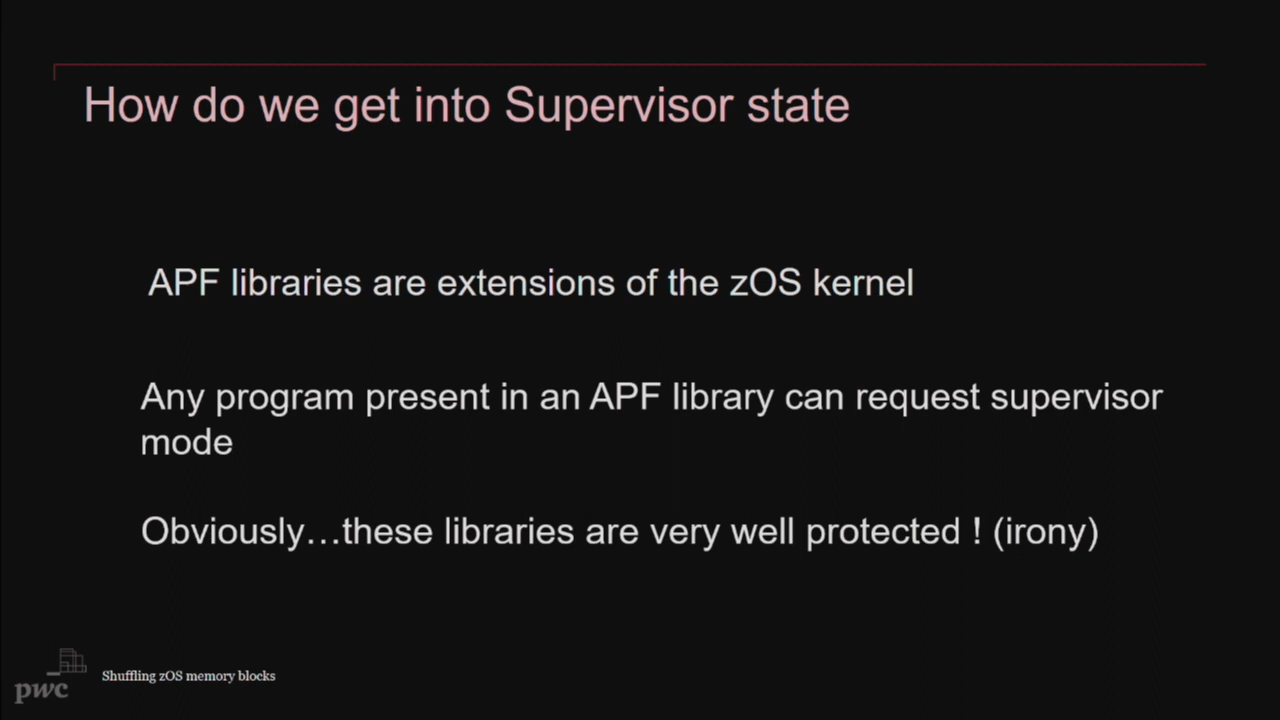 How do we get into Supervisor state
APF libraries are extensions of the zOS kernel
Any program present in an APF library can request supervisor
mode
Obviously…these libraries are very well protected ! (irony)
Shuffling zOS memory blocks
pwc